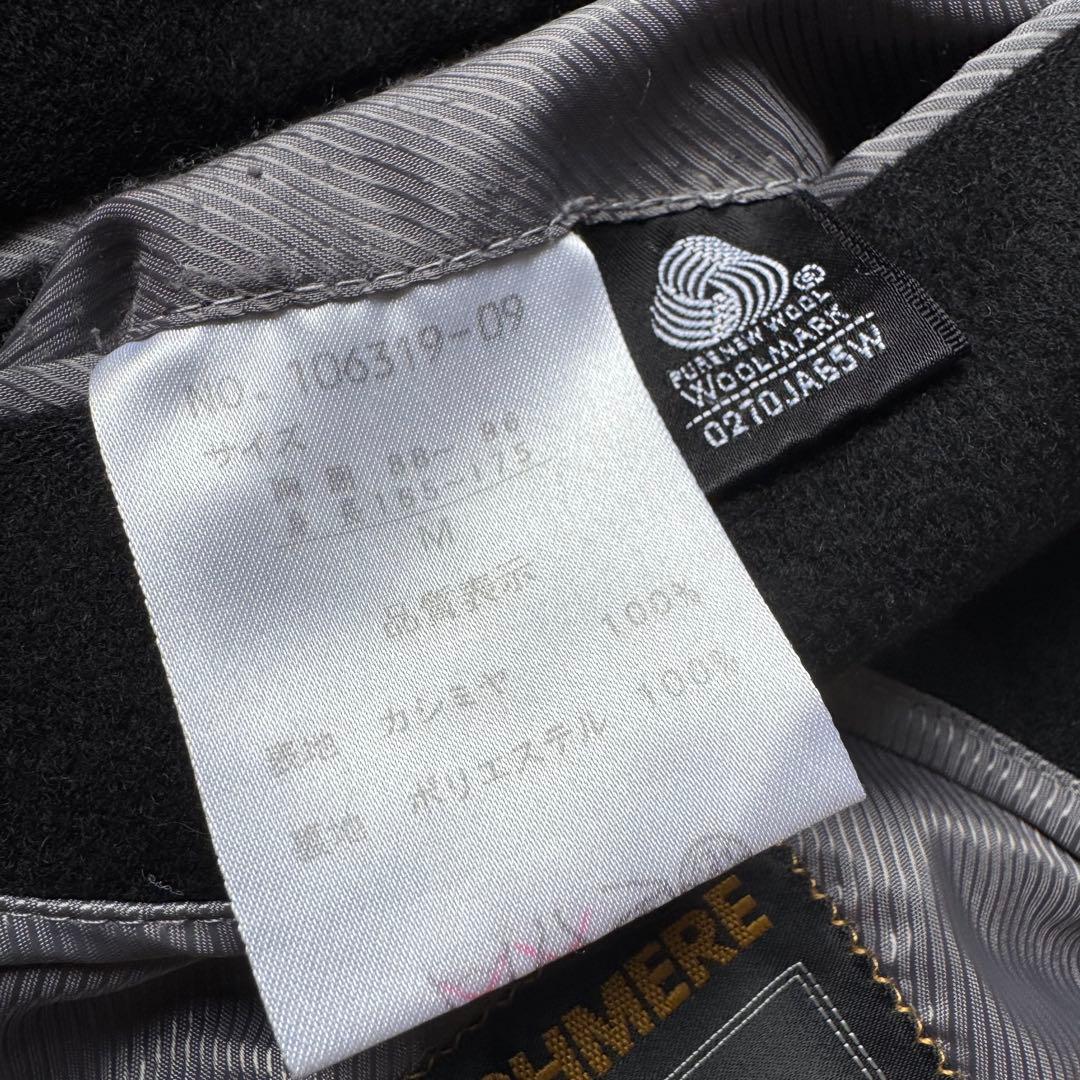 NO. 106319-09
サイズ
胸囲 88～96
身長 165～175
M
品質表示
表地 カシミヤ 100%
裏地 ポリエステル 100%
PURE NEW WOOL
WOOLMARK
0270JA65W
HMERE